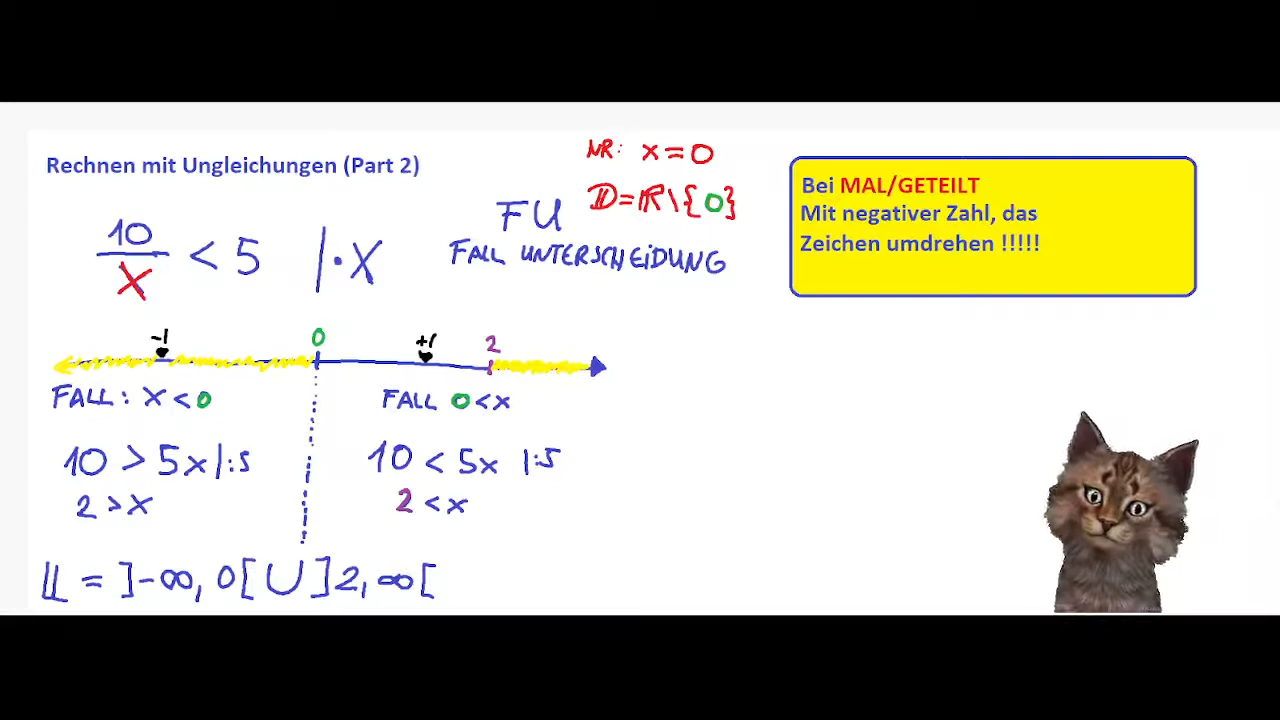 Rechnen mit Ungleichungen (Part 2)
NR: x = 0
D = R \ {0}
10/x < 5 | · x
FU
FALL UNTERSCHEIDUNG
Bei MAL/GETEILT
Mit negativer Zahl, das
Zeichen umdrehen !!!!!
-1 0 +1 2
FALL: x < 0
10 > 5x | :5
2 > x
FALL 0 < x
10 < 5x | :5
2 < x
L = ]-∞, 0[ U ]2, ∞[